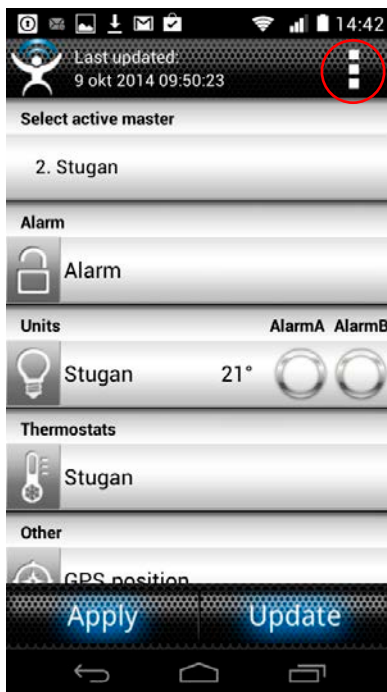 14:42
Last updated:
9 okt 2014 09:50:23
Select active master
2. Stugan
Alarm
Alarm
Units AlarmA AlarmB
Stugan 21°
Thermostats
Stugan
Other
GPS position
Apply Update